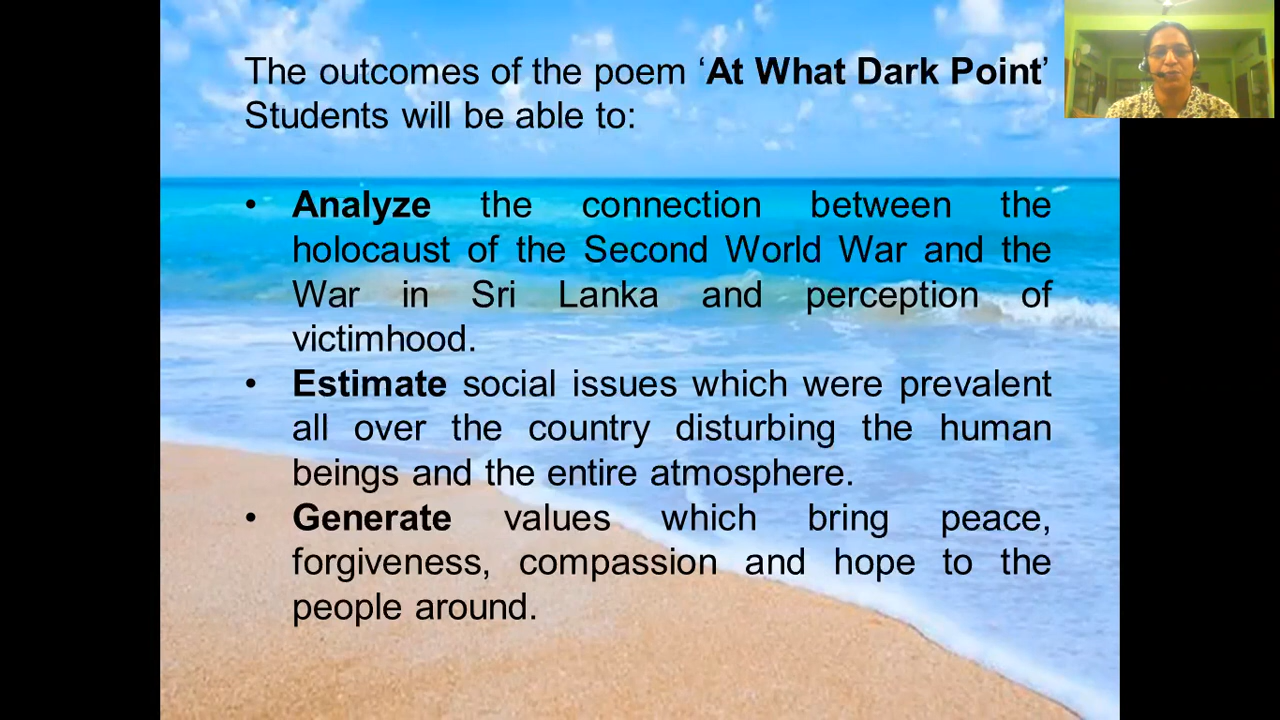 The outcomes of the poem ‘At What Dark Point’
Students will be able to:
• Analyze the connection between the
holocaust of the Second World War and the
War in Sri Lanka and perception of
victimhood.
• Estimate social issues which were prevalent
all over the country disturbing the human
beings and the entire atmosphere.
• Generate values which bring peace,
forgiveness, compassion and hope to the
people around.